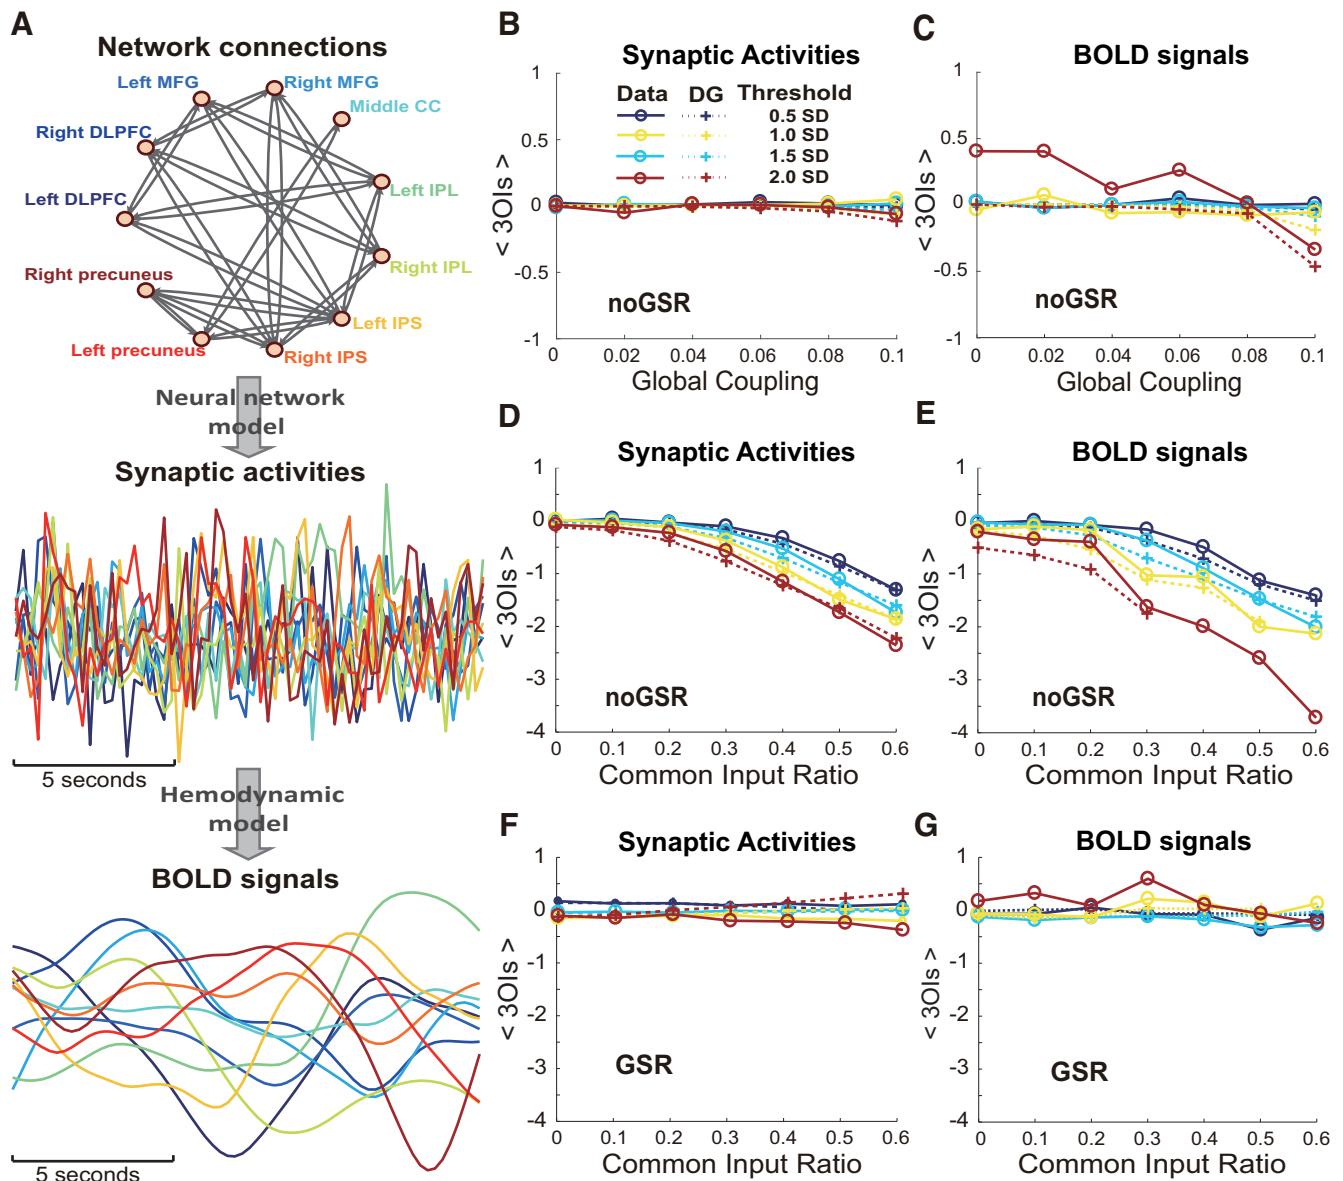 A
Network connections
Left MFG
Right MFG
Middle CC
Right DLPFC
Left DLPFC
Left IPL
Right precuneus
Right IPL
Left IPS
Left precuneus
Right IPS
Neural network
model
Synaptic activities
5 seconds
Hemodynamic
model
BOLD signals
5 seconds
B
Synaptic Activities
Data DG Threshold
0.5 SD
1.0 SD
1.5 SD
2.0 SD
1
0.5
0
-0.5
-1
< 3OIs >
noGSR
0 0.02 0.04 0.06 0.08 0.1
Global Coupling
C
BOLD signals
1
0.5
0
-0.5
-1
< 3OIs >
noGSR
0 0.02 0.04 0.06 0.08 0.1
Global Coupling
D
Synaptic Activities
1
0
-1
-2
-3
-4
< 3OIs >
noGSR
0 0.1 0.2 0.3 0.4 0.5 0.6
Common Input Ratio
E
BOLD signals
1
0
-1
-2
-3
-4
< 3OIs >
noGSR
0 0.1 0.2 0.3 0.4 0.5 0.6
Common Input Ratio
F
Synaptic Activities
1
0
-1
-2
-3
-4
< 3OIs >
GSR
0 0.1 0.2 0.3 0.4 0.5 0.6
Common Input Ratio
G
BOLD signals
1
0
-1
-2
-3
-4
< 3OIs >
GSR
0 0.1 0.2 0.3 0.4 0.5 0.6
Common Input Ratio